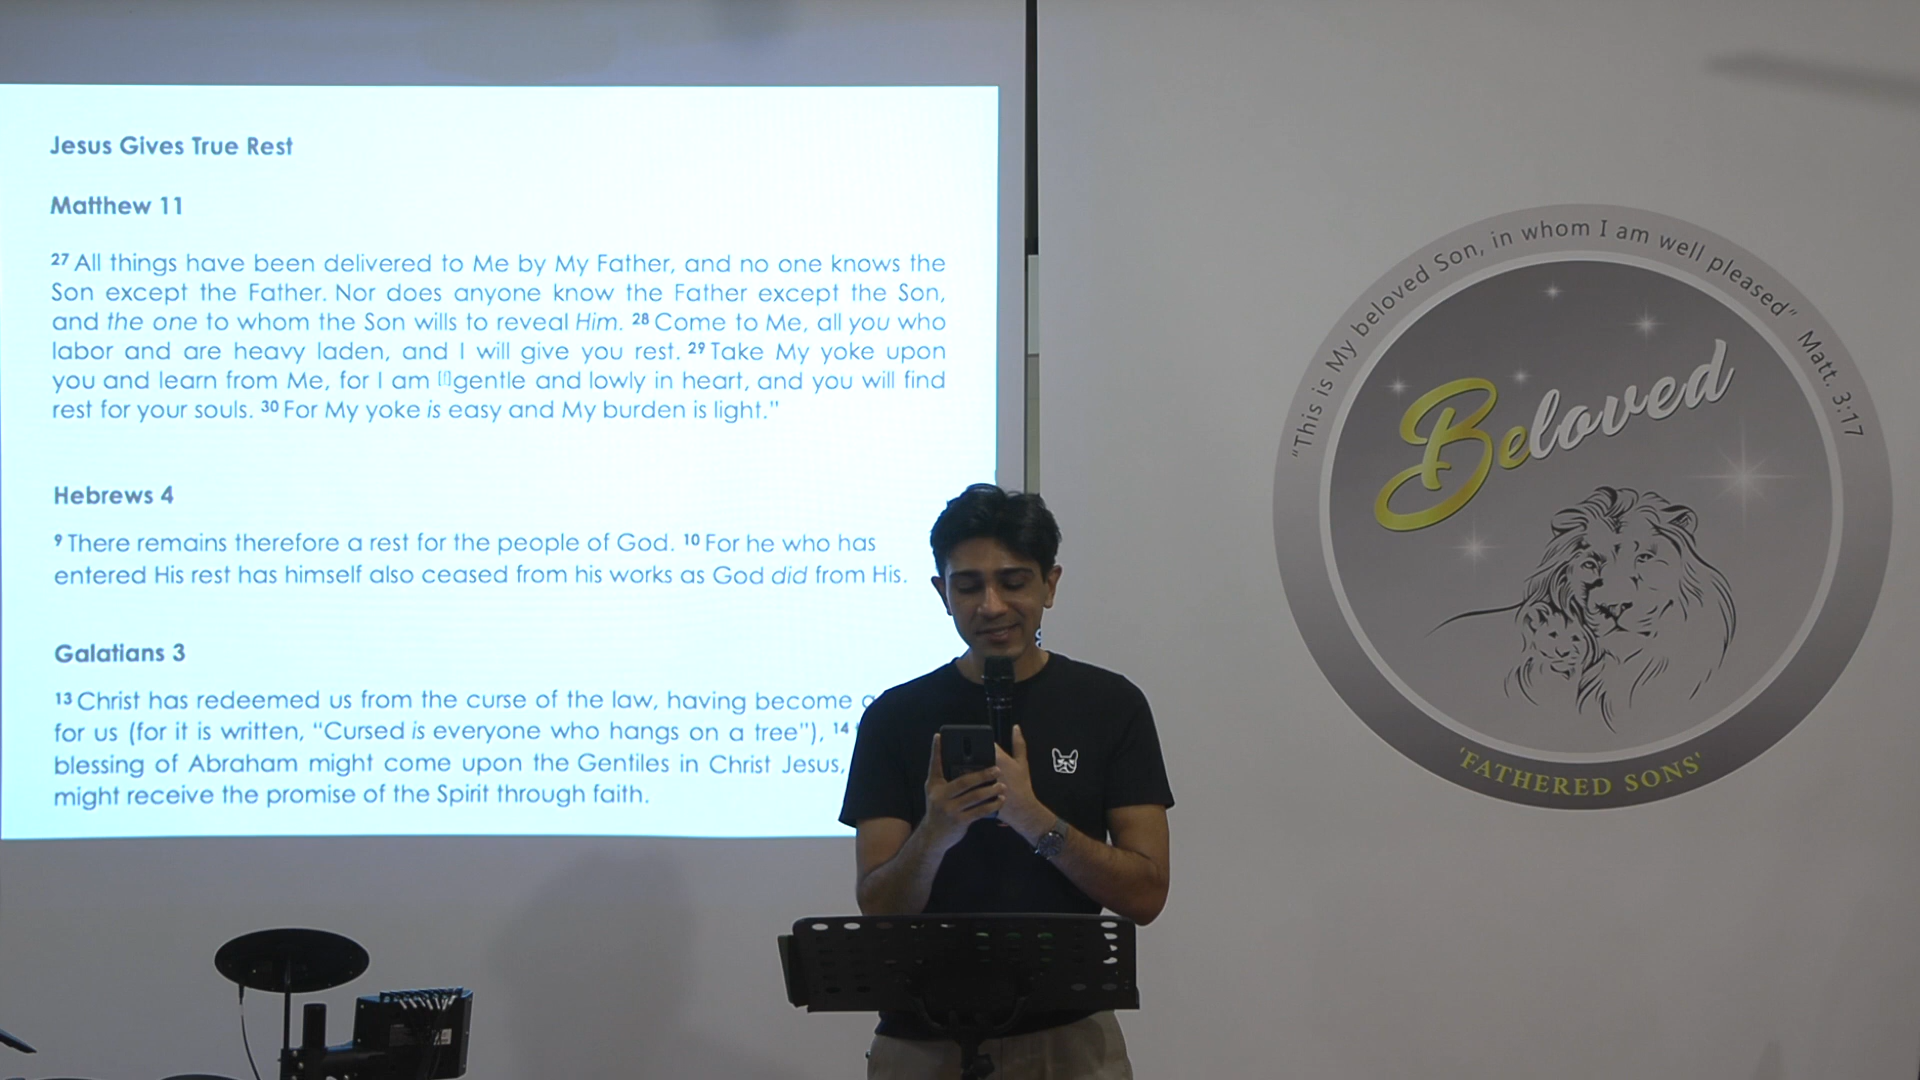 Jesus Gives True Rest
Matthew 11
27 All things have been delivered to Me by My Father, and no one knows the
Son except the Father. Nor does anyone know the Father except the Son,
and the one to whom the Son wills to reveal Him. 28 Come to Me, all you who
labor and are heavy laden, and I will give you rest. 29 Take My yoke upon
you and learn from Me, for I am [f]gentle and lowly in heart, and you will find
rest for your souls. 30 For My yoke is easy and My burden is light."
Hebrews 4
9 There remains therefore a rest for the people of God. 10 For he who has
entered His rest has himself also ceased from his works as God did from His.
Galatians 3
13 Christ has redeemed us from the curse of the law, having become
for us (for it is written, "Cursed is everyone who hangs on a tree"), 14
blessing of Abraham might come upon the Gentiles in Christ Jesus,
might receive the promise of the Spirit through faith.
"This is My beloved Son, in whom I am well pleased" Matt. 3:17
Beloved
'FATHERED SONS'